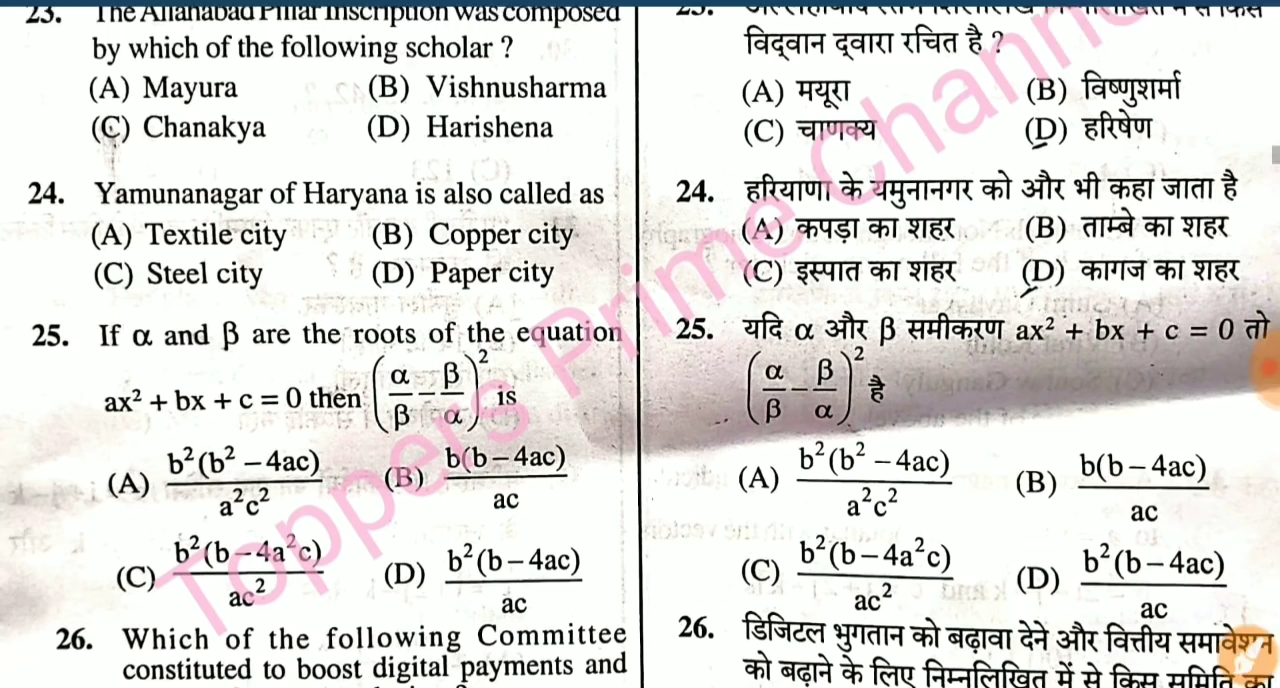 23. The Allahabad Pillar Inscription was composed
by which of the following scholar ?
(A) Mayura (B) Vishnusharma
(C) Chanakya (D) Harishena
24. Yamunanagar of Haryana is also called as
(A) Textile city (B) Copper city
(C) Steel city (D) Paper city
25. If α and β are the roots of the equation
ax² + bx + c = 0 then (α/β − β/α)² is
(A) b²(b² − 4ac)/a²c² (B) b(b − 4ac)/ac
(C) b²(b − 4a²c)/ac² (D) b²(b − 4ac)/ac
26. Which of the following Committee
constituted to boost digital payments and
विद्वान द्वारा रचित है ?
(A) मयूरा (B) विष्णुशर्मा
(C) चाणक्य (D) हरिषेण
24. हरियाणा के यमुनानगर को और भी कहा जाता है
(A) कपड़ा का शहर (B) ताम्बे का शहर
(C) इस्पात का शहर (D) कागज का शहर
25. यदि α और β समीकरण ax² + bx + c = 0 तो
(α/β − β/α)² है
(A) b²(b² − 4ac)/a²c² (B) b(b − 4ac)/ac
(C) b²(b − 4a²c)/ac² (D) b²(b − 4ac)/ac
26. डिजिटल भुगतान को बढ़ावा देने और वित्तीय समावेशन
को बढ़ाने के लिए निम्नलिखित में से किस समिति का
Toppers Prime Channe